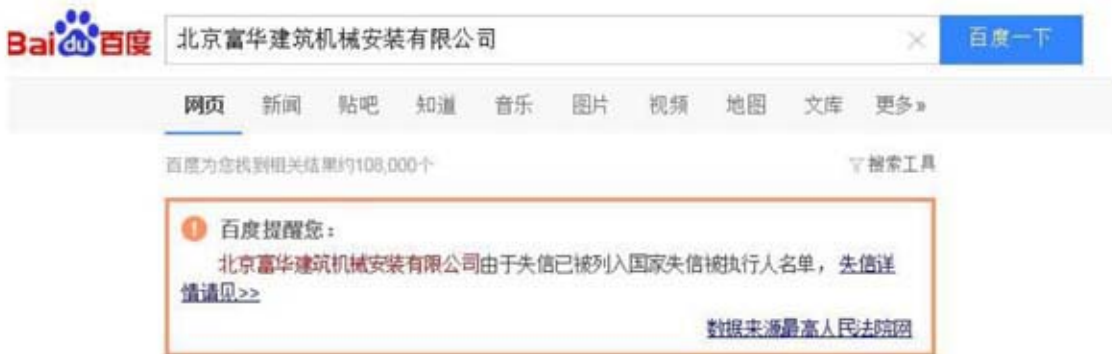 Bai du 百度 北京富华建筑机械安装有限公司 × 百度一下
网页 新闻 贴吧 知道 音乐 图片 视频 地图 文库 更多»
百度为您找到相关结果约108,000个 搜索工具
百度提醒您：
北京富华建筑机械安装有限公司由于失信已被列入国家失信被执行人名单，失信详
情请见>>
数据来源最高人民法院网